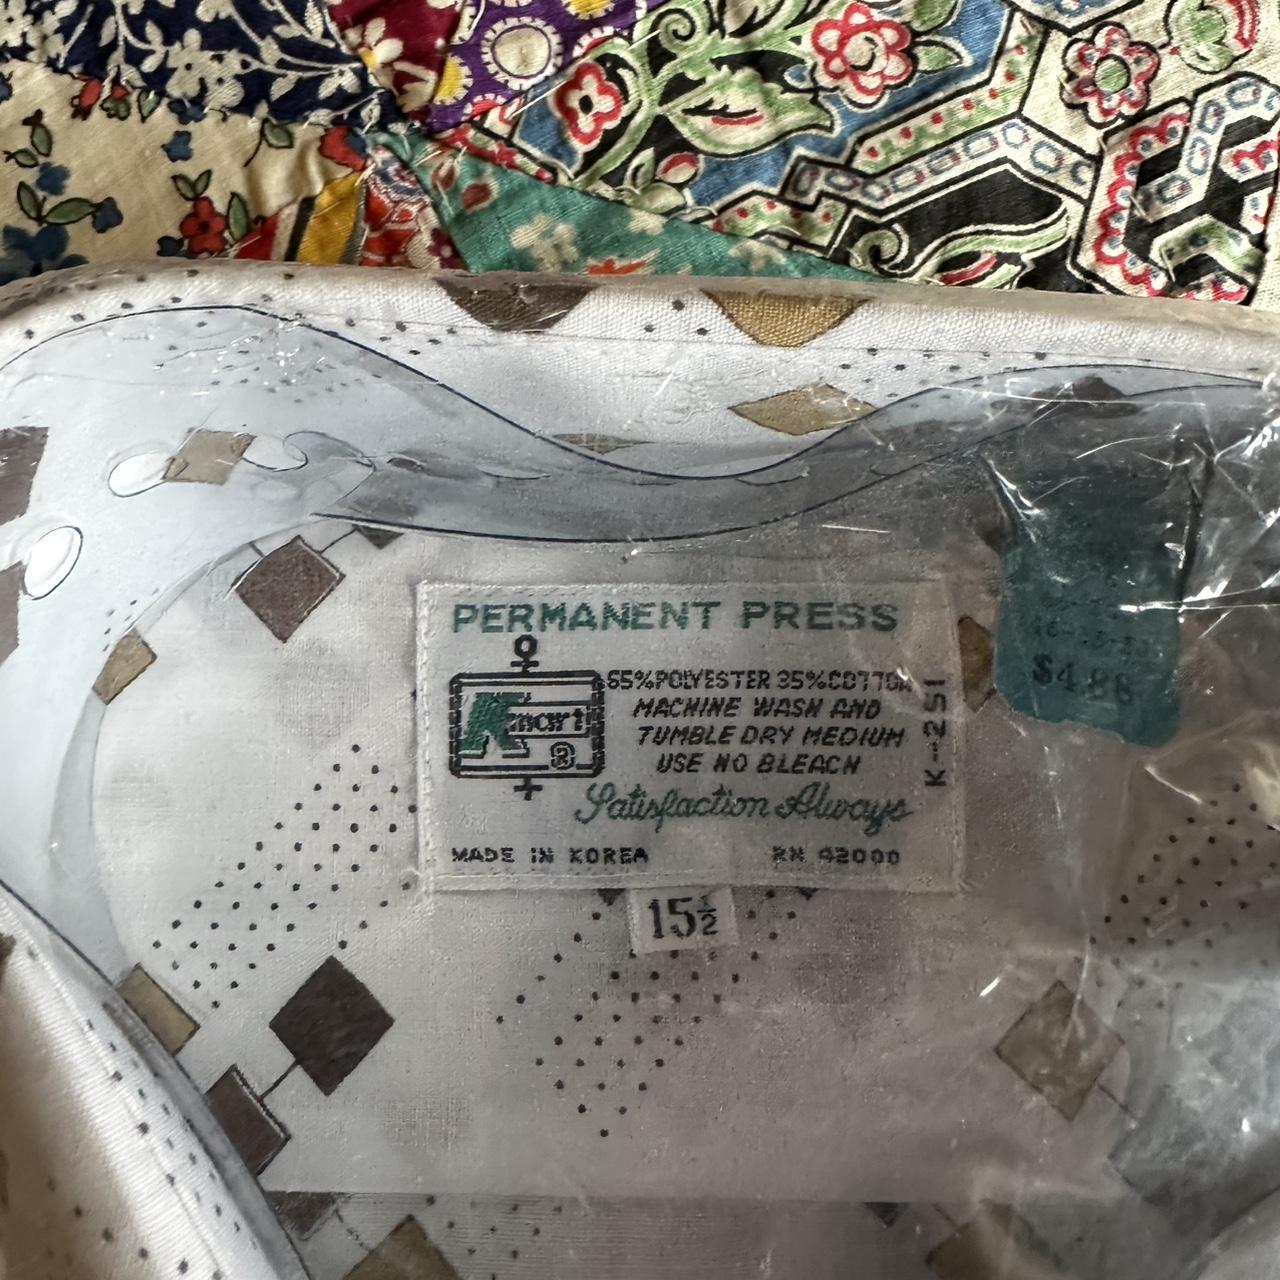 PERMANENT PRESS
Kmart ®
65% POLYESTER 35% COTTON
MACHINE WASH AND
TUMBLE DRY MEDIUM
USE NO BLEACH
Satisfaction Always
MADE IN KOREA RN 42000
K-251
15½
$4.88